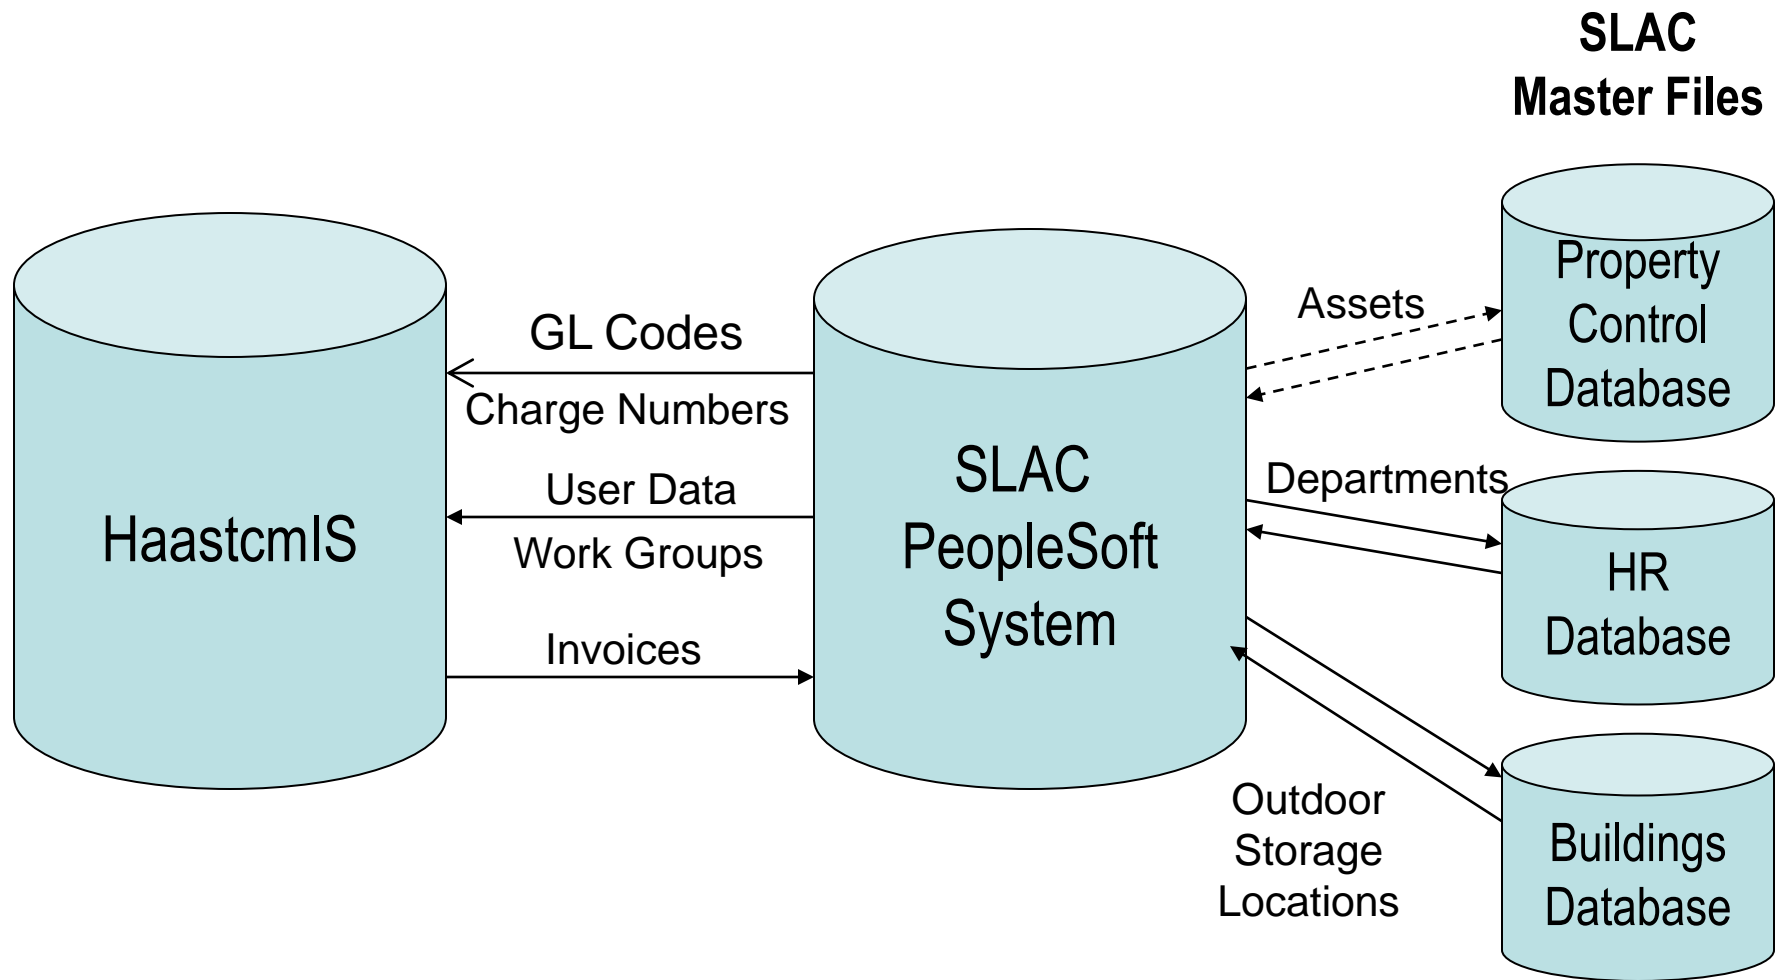 SLAC
Master Files
Property
Control
Database
Assets
GL Codes
Charge Numbers
SLAC
PeopleSoft
System
Departments
User Data
HaastcmIS
Work Groups
HR
Database
Invoices
Outdoor
Storage
Locations
Buildings
Database